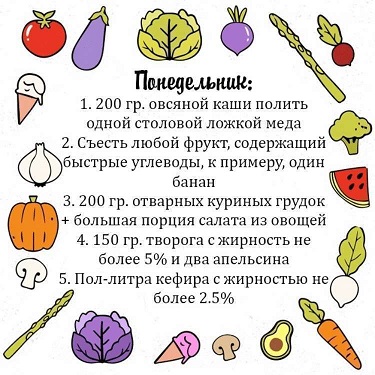 Понедельник:
1. 200 гр. овсяной каши полить
одной столовой ложкой меда
2. Съесть любой фрукт, содержащий
быстрые углеводы, к примеру, один
банан
3. 200 гр. отварных куриных грудок
+ большая порция салата из овощей
4. 150 гр. творога с жирность не
более 5% и два апельсина
5. Пол-литра кефира с жирностью не
более 2.5%